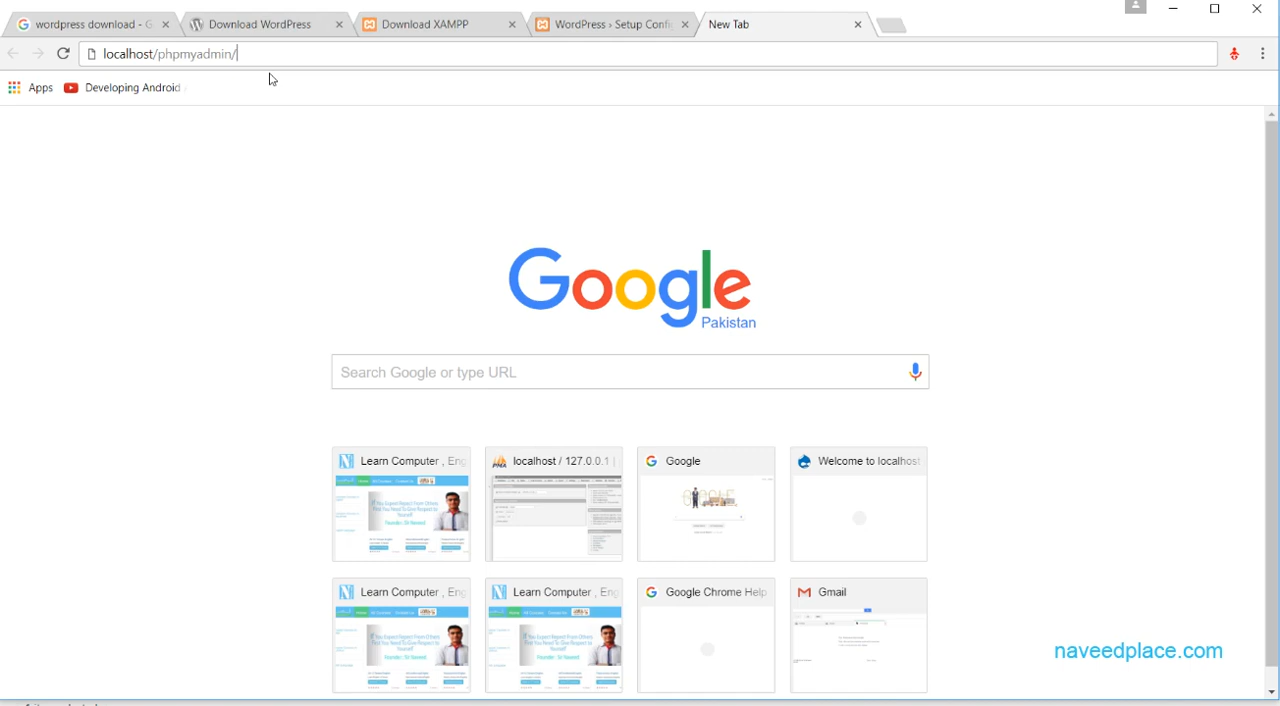 wordpress download - G
Download WordPress
Download XAMPP
WordPress › Setup Confi
New Tab
localhost/phpmyadmin/
Apps
Developing Android
Google
Pakistan
Search Google or type URL
Learn Computer , Eng
localhost / 127.0.0.1 |
Google
Welcome to localhost
Learn Computer , Eng
Learn Computer , Eng
Google Chrome Help
Gmail
naveedplace.com